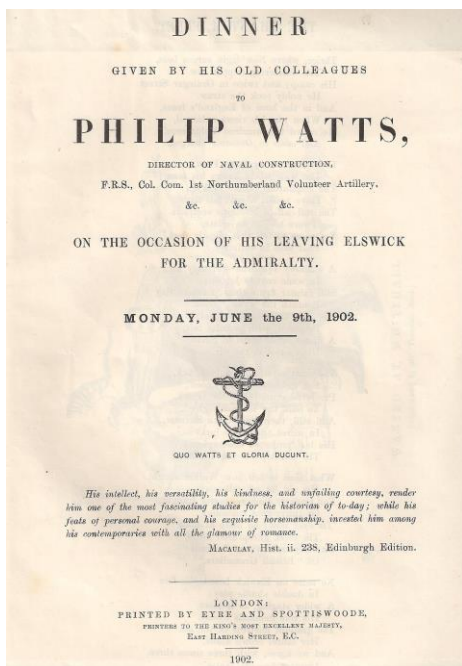 DINNER
GIVEN BY HIS OLD COLLEAGUES
TO
PHILIP WATTS,
DIRECTOR OF NAVAL CONSTRUCTION,
F.R.S., Col. Com. 1st Northumberland Volunteer Artillery.
&c. &c. &c.
ON THE OCCASION OF HIS LEAVING ELSWICK
FOR THE ADMIRALTY.
MONDAY, JUNE the 9th, 1902.
QUO WATTS ET GLORIA DUCUNT.
His intellect, his versatility, his kindness, and unfailing courtesy, render
him one of the most fascinating studies for the historian of to-day; while his
feats of personal courage, and his exquisite horsemanship, invested him among
his contemporaries with all the glamour of romance.
MACAULAY, Hist. ii. 238, Edinburgh Edition.
LONDON:
PRINTED BY EYRE AND SPOTTISWOODE,
PRINTERS TO THE KING'S MOST EXCELLENT MAJESTY,
EAST HARDING STREET, E.C.
1902.